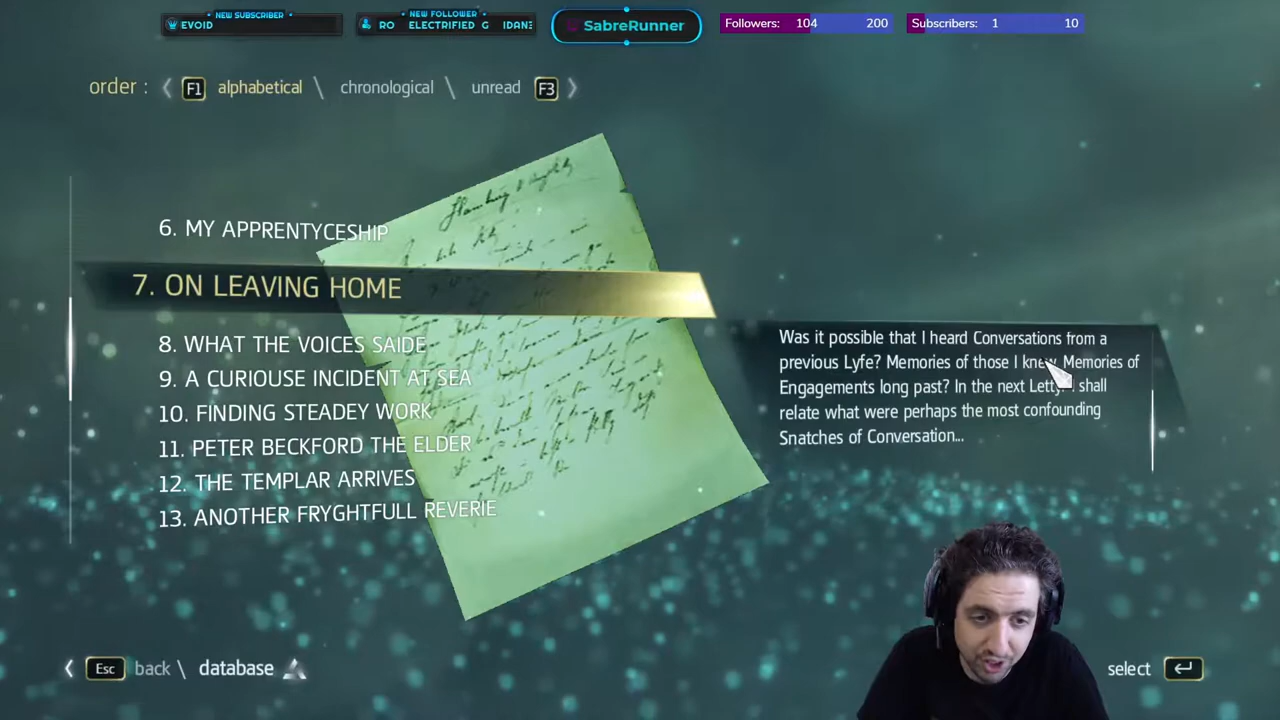 NEW SUBSCRIBER
EVOID
NEW FOLLOWER
RO ELECTRIFIED G IDAN
SabreRunner
Followers: 104 200
Subscribers: 1 10
order : F1 alphabetical \ chronological \ unread F3
6. MY APPRENTYCESHIP
7. ON LEAVING HOME
8. WHAT THE VOICES SAIDE
9. A CURIOUSE INCIDENT AT SEA
10. FINDING STEADEY WORK
11. PETER BECKFORD THE ELDER
12. THE TEMPLAR ARRIVES
13. ANOTHER FRYGHTFULL REVERIE
Was it possible that I heard Conversations from a
previous Lyfe? Memories of those I knew Memories of
Engagements long past? In the next Letty I shall
relate what were perhaps the most confounding
Snatches of Conversation...
Esc back \ database
select